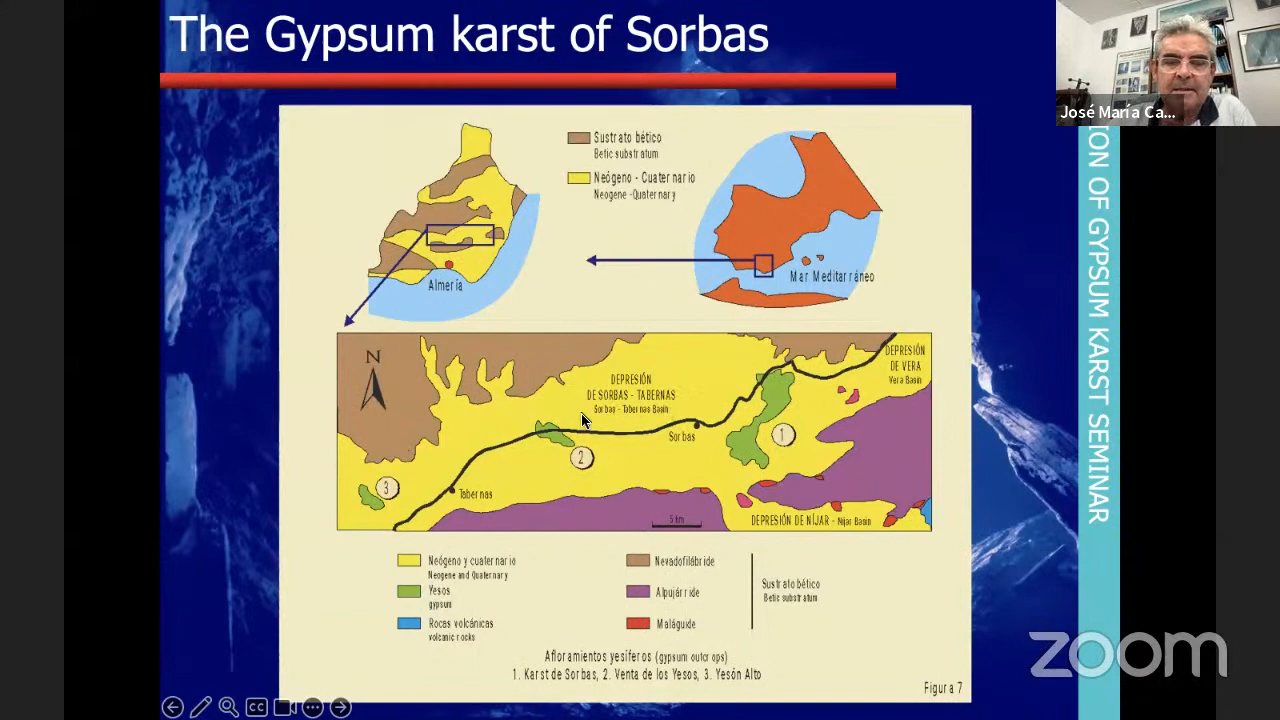 The Gypsum karst of Sorbas
José María Ca...
ION OF GYPSUM KARST SEMINAR
Sustrato bético
Betic substratum
Neógeno - Cuaternario
Neogene -Quaternary
Almería
Mar Meditarráneo
N
DEPRESIÓN
DE SORBAS - TABERNAS
Sorbas - Tabernas Basin
DEPRESIÓN
DE VERA
Vera Basin
Sorbas
1
2
3
Tabernas
5 km
DEPRESIÓN DE NÍJAR - Nijar Basin
Neógeno y cuaternario
Neogene and Quaternary
Yesos
gypsum
Rocas volcánicas
volcanic rocks
Nevadofilábride
Alpujárride
Maláguide
Sustrato bético
Betic substratum
Afloramientos yesíferos (gypsum outcrops)
1. Karst de Sorbas, 2. Venta de los Yesos, 3. Yesón Alto
Figura 7
CC
zoom